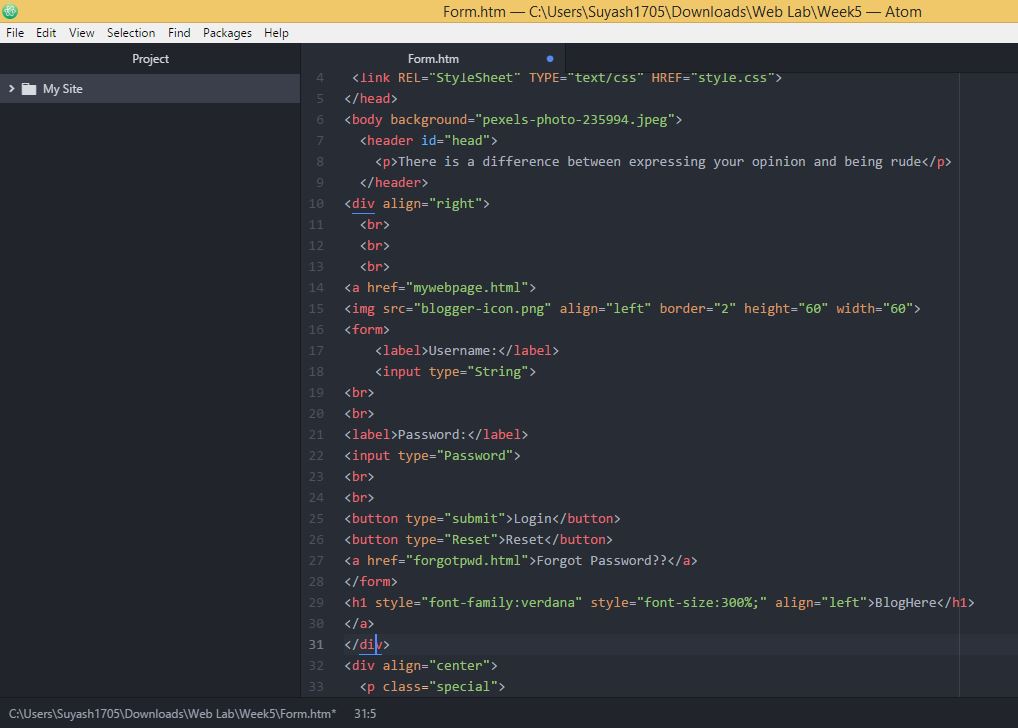 Form.htm — C:\Users\Suyash1705\Downloads\Web Lab\Week5 — Atom
File Edit View Selection Find Packages Help
Project
Form.htm
My Site
4 <link REL="StyleSheet" TYPE="text/css" HREF="style.css">
5 </head>
6 <body background="pexels-photo-235994.jpeg">
7 <header id="head">
8 <p>There is a difference between expressing your opinion and being rude</p>
9 </header>
10 <div align="right">
11 <br>
12 <br>
13 <br>
14 <a href="mywebpage.html">
15 <img src="blogger-icon.png" align="left" border="2" height="60" width="60">
16 <form>
17 <label>Username:</label>
18 <input type="String">
19 <br>
20 <br>
21 <label>Password:</label>
22 <input type="Password">
23 <br>
24 <br>
25 <button type="submit">Login</button>
26 <button type="Reset">Reset</button>
27 <a href="forgotpwd.html">Forgot Password??</a>
28 </form>
29 <h1 style="font-family:verdana" style="font-size:300%;" align="left">BlogHere</h1>
30 </a>
31 </div>
32 <div align="center">
33 <p class="special">
C:\Users\Suyash1705\Downloads\Web Lab\Week5\Form.htm* 31:5